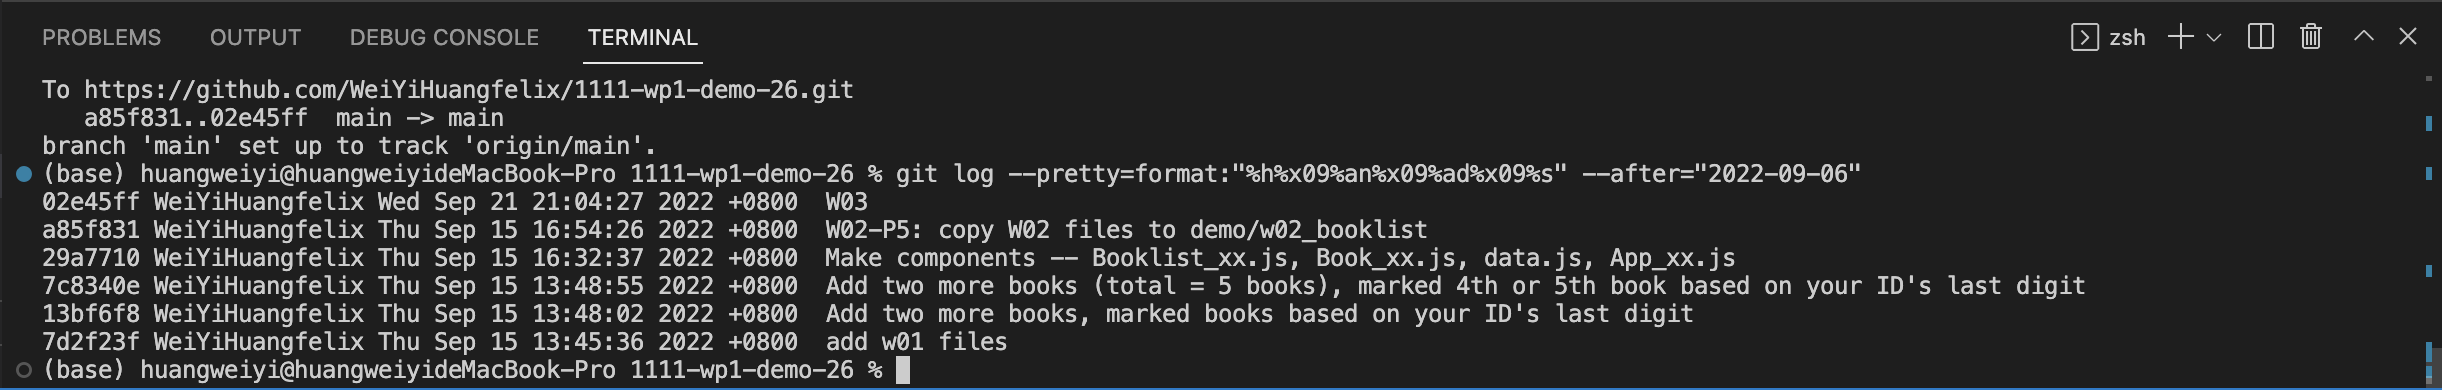 PROBLEMS OUTPUT DEBUG CONSOLE TERMINAL zsh
To https://github.com/WeiYiHuangfelix/1111-wp1-demo-26.git
   a85f831..02e45ff  main -> main
branch 'main' set up to track 'origin/main'.
(base) huangweiyi@huangweiyideMacBook-Pro 1111-wp1-demo-26 % git log --pretty=format:"%h%x09%an%x09%ad%x09%s" --after="2022-09-06"
02e45ff WeiYiHuangfelix Wed Sep 21 21:04:27 2022 +0800  W03
a85f831 WeiYiHuangfelix Thu Sep 15 16:54:26 2022 +0800  W02-P5: copy W02 files to demo/w02_booklist
29a7710 WeiYiHuangfelix Thu Sep 15 16:32:37 2022 +0800  Make components -- Booklist_xx.js, Book_xx.js, data.js, App_xx.js
7c8340e WeiYiHuangfelix Thu Sep 15 13:48:55 2022 +0800  Add two more books (total = 5 books), marked 4th or 5th book based on your ID's last digit
13bf6f8 WeiYiHuangfelix Thu Sep 15 13:48:02 2022 +0800  Add two more books, marked books based on your ID's last digit
7d2f23f WeiYiHuangfelix Thu Sep 15 13:45:36 2022 +0800  add w01 files
(base) huangweiyi@huangweiyideMacBook-Pro 1111-wp1-demo-26 %